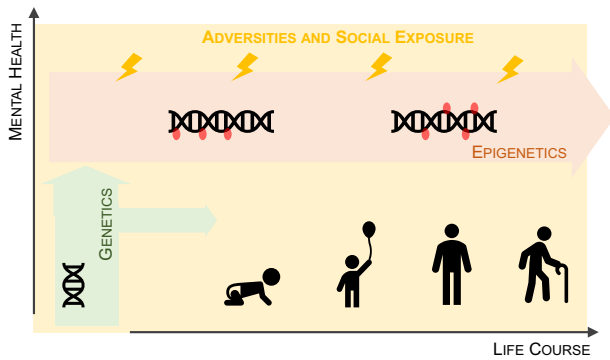 ADVERSITIES AND SOCIAL EXPOSURE
MENTAL HEALTH
EPIGENETICS
GENETICS
LIFE COURSE